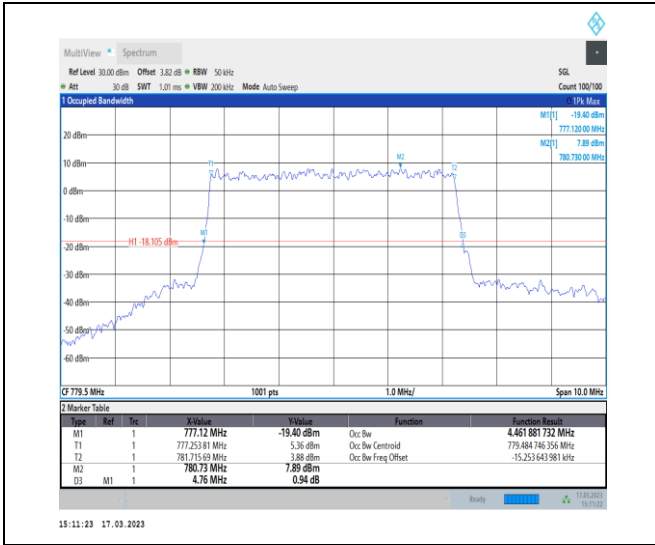 MultiView Spectrum
Ref Level 30.00 dBm Offset 3.82 dB RBW 50 kHz SGL
Att 30 dB SWT 1.01 ms VBW 200 kHz Mode Auto Sweep Count 100/100
1 Occupied Bandwidth 1Pk Max
M1[1] -19.40 dBm
777.120 00 MHz
M2[1] 7.89 dBm
780.730 00 MHz
20 dBm
10 dBm
T1
M2
T2
0 dBm
-10 dBm
M1
D3
H1 -18.105 dBm
-20 dBm
-30 dBm
-40 dBm
-50 dBm
-60 dBm
CF 779.5 MHz 1001 pts 1.0 MHz/ Span 10.0 MHz
2 Marker Table
Type Ref Trc X-Value Y-Value Function Function Result
M1 1 777.12 MHz -19.40 dBm Occ Bw 4.461 881 732 MHz
T1 1 777.253 81 MHz 5.36 dBm Occ Bw Centroid 779.484 746 356 MHz
T2 1 781.715 69 MHz 3.88 dBm Occ Bw Freq Offset -15.253 643 981 kHz
M2 1 780.73 MHz 7.89 dBm
D3 M1 1 4.76 MHz 0.94 dB
Ready 17.03.2023
15:11:22
15:11:23 17.03.2023